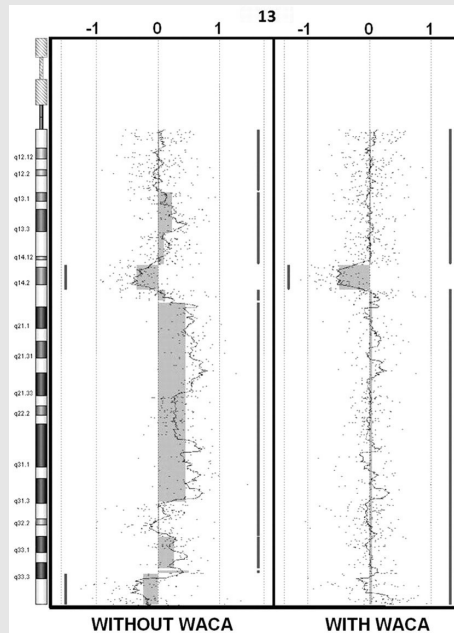 13
-1 0 1 -1 0 1
q12.12
q12.2
q13.1
q13.3
q14.12
q14.2
q21.1
q21.31
q21.33
q22.2
q31.1
q31.3
q32.2
q33.1
q33.3
WITHOUT WACA WITH WACA